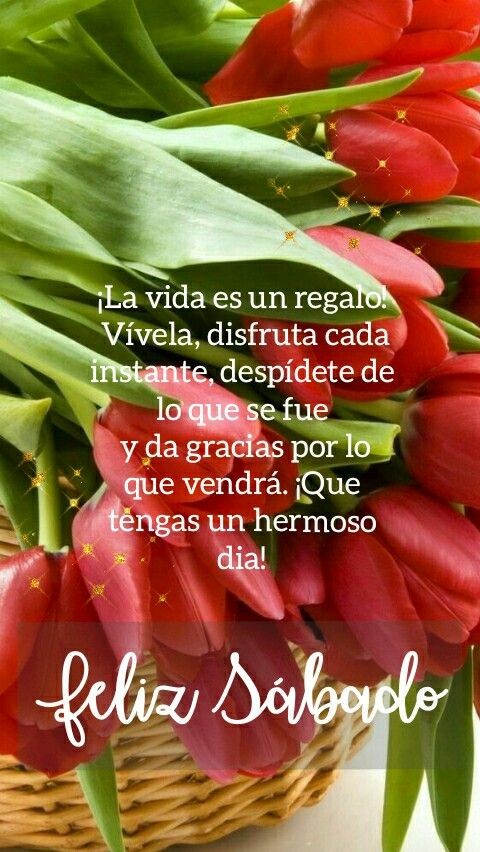 ¡La vida es un regalo!
Vívela, disfruta cada
instante, despídete de
lo que se fue
y da gracias por lo
que vendrá. ¡Que
tengas un hermoso
dia!
feliz Sábado